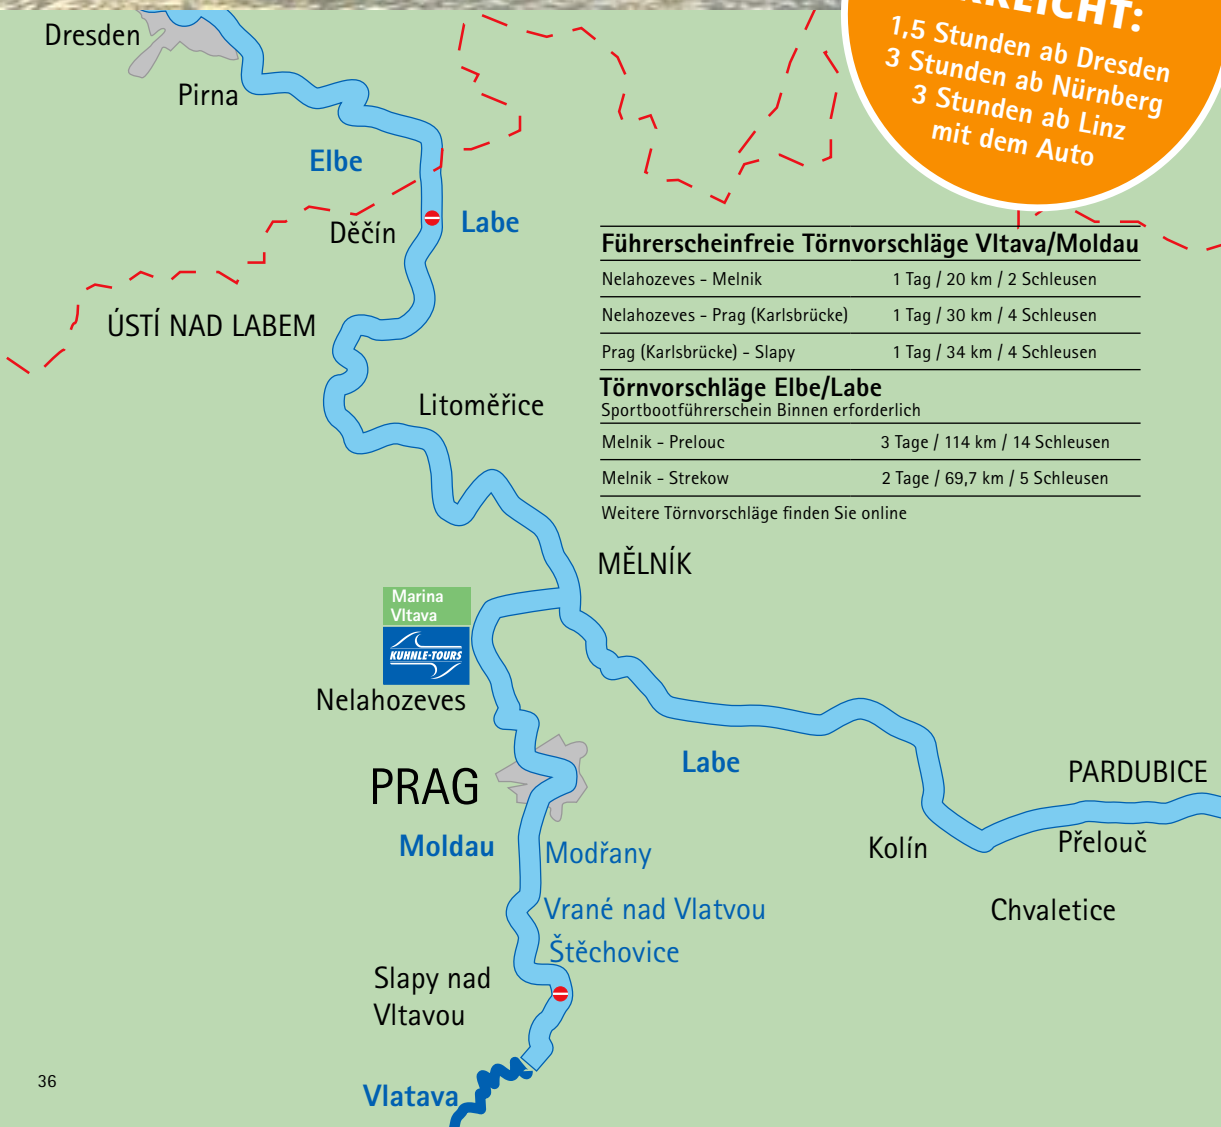 1,5 Stunden ab Dresden
3 Stunden ab Nürnberg
3 Stunden ab Linz
mit dem Auto
Dresden
Pirna
Elbe
Děčín
Labe
ÚSTÍ NAD LABEM
Litoměřice
Führerscheinfreie Törnvorschläge Vltava/Moldau
Nelahozeves - Melnik 1 Tag / 20 km / 2 Schleusen
Nelahozeves - Prag (Karlsbrücke) 1 Tag / 30 km / 4 Schleusen
Prag (Karlsbrücke) - Slapy 1 Tag / 34 km / 4 Schleusen
Törnvorschläge Elbe/Labe
Sportbootführerschein Binnen erforderlich
Melnik - Prelouc 3 Tage / 114 km / 14 Schleusen
Melnik - Strekow 2 Tage / 69,7 km / 5 Schleusen
Weitere Törnvorschläge finden Sie online
MĚLNÍK
Marina
Vltava
KUHNLE-TOURS
Nelahozeves
PRAG
Labe
PARDUBICE
Moldau
Modřany
Kolín
Přelouč
Vrané nad Vlatvou
Chvaletice
Štěchovice
Slapy nad
Vltavou
36
Vlatava